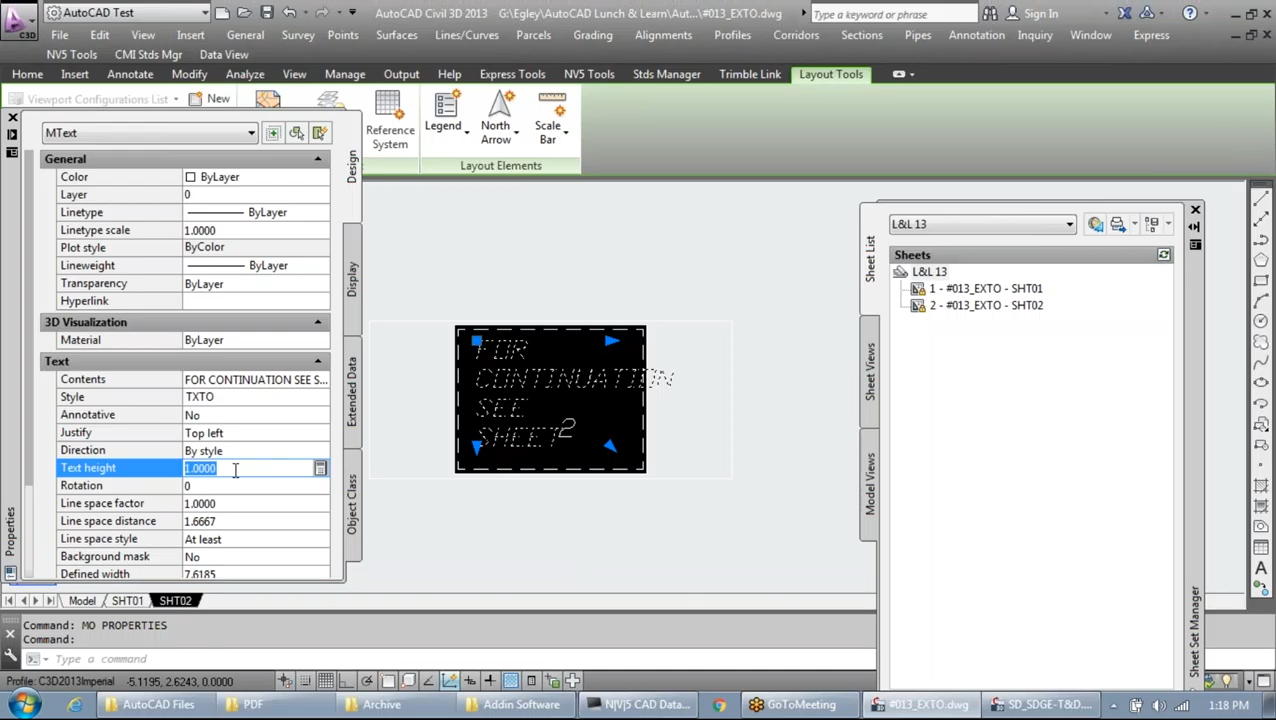 AutoCAD Test
AutoCAD Civil 3D 2013
G:\Egley\AutoCAD Lunch & Learn\Aut...\#013_EXTO.dwg
Type a keyword or phrase
Sign In
C3D
File Edit View Insert General Survey Points Surfaces Lines/Curves Parcels Grading Alignments Profiles Corridors Sections Pipes Annotation Inquiry Window Express
NV5 Tools CMI Stds Mgr Data View
Home Insert Annotate Modify Analyze View Manage Output Help Express Tools NV5 Tools Stds Manager Trimble Link Layout Tools
Viewport Configurations List New
Reference System
Legend
North Arrow
Scale Bar
Layout Elements
MText
General
Color ByLayer
Layer 0
Linetype ByLayer
Linetype scale 1.0000
Plot style ByColor
Lineweight ByLayer
Transparency ByLayer
Hyperlink
3D Visualization
Material ByLayer
Text
Contents FOR CONTINUATION SEE S...
Style TXTO
Annotative No
Justify Top left
Direction By style
Text height 1.0000
Rotation 0
Line space factor 1.0000
Line space distance 1.6667
Line space style At least
Background mask No
Defined width 7.6185
Design
Display
Extended Data
Object Class
Properties
FOR
CONTINUATION
SEE
SHEET 2
L&L 13
Sheets
L&L 13
1 - #013_EXTO - SHT01
2 - #013_EXTO - SHT02
Sheet List
Sheet Views
Model Views
Sheet Set Manager
Model SHT01 SHT02
Command: MO PROPERTIES
Command:
Type a command
Profile: C3D2013Imperial -5.1195, 2.6243, 0.0000
AutoCAD Files PDF Archive Addin Software N|V|5 CAD Data... GoToMeeting #013_EXTO.dwg SD_SDGE-T&D.... 1:18 PM